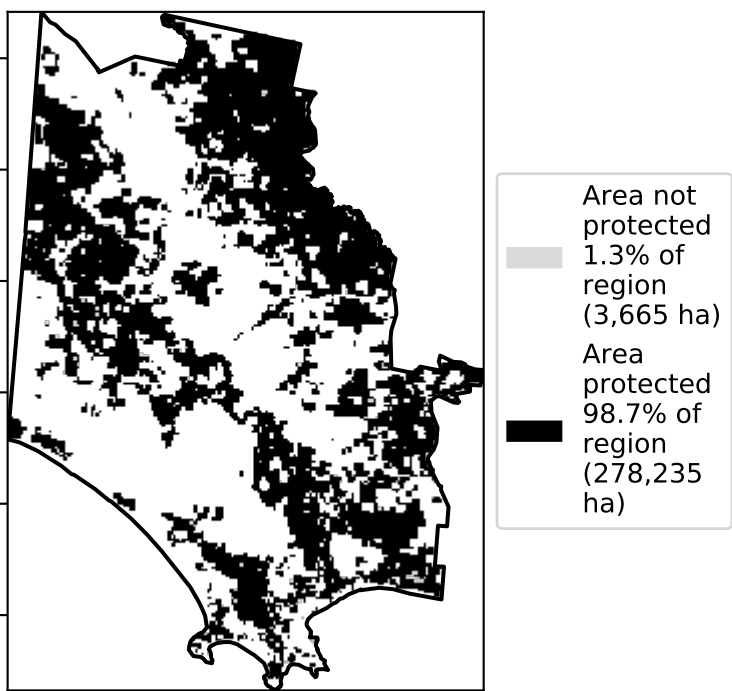 Area not
protected
1.3% of
region
(3,665 ha)
Area
protected
98.7% of
region
(278,235
ha)